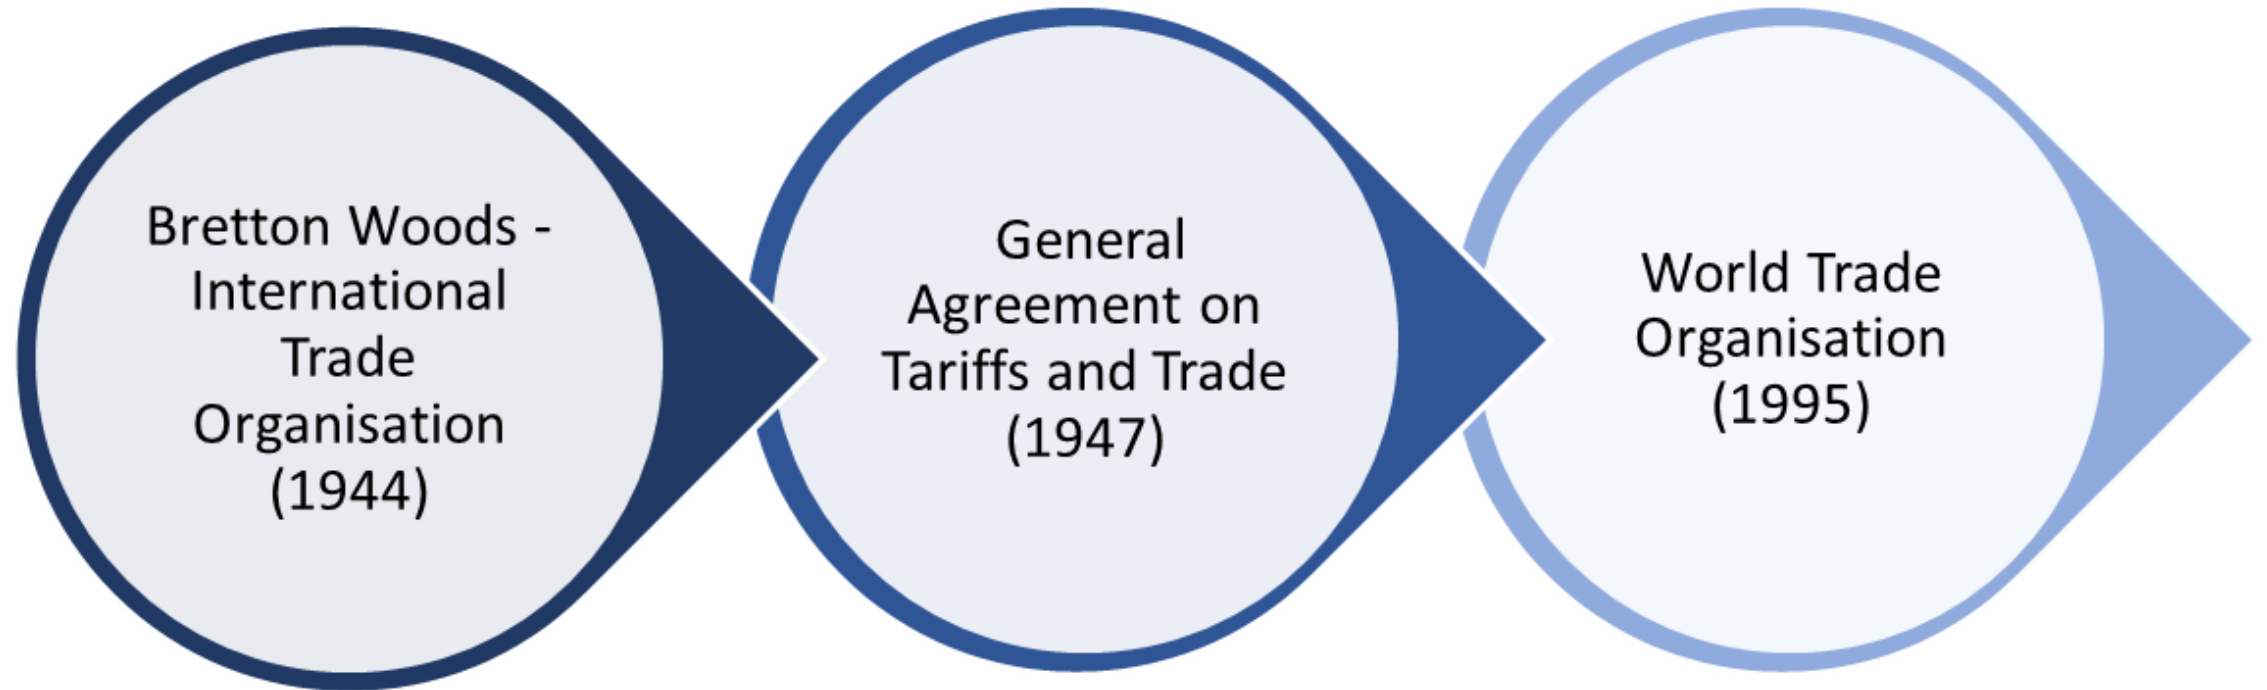 Bretton Woods -
International
Trade
Organisation
(1944)
General
Agreement on
Tariffs and Trade
(1947)
World Trade
Organisation
(1995)